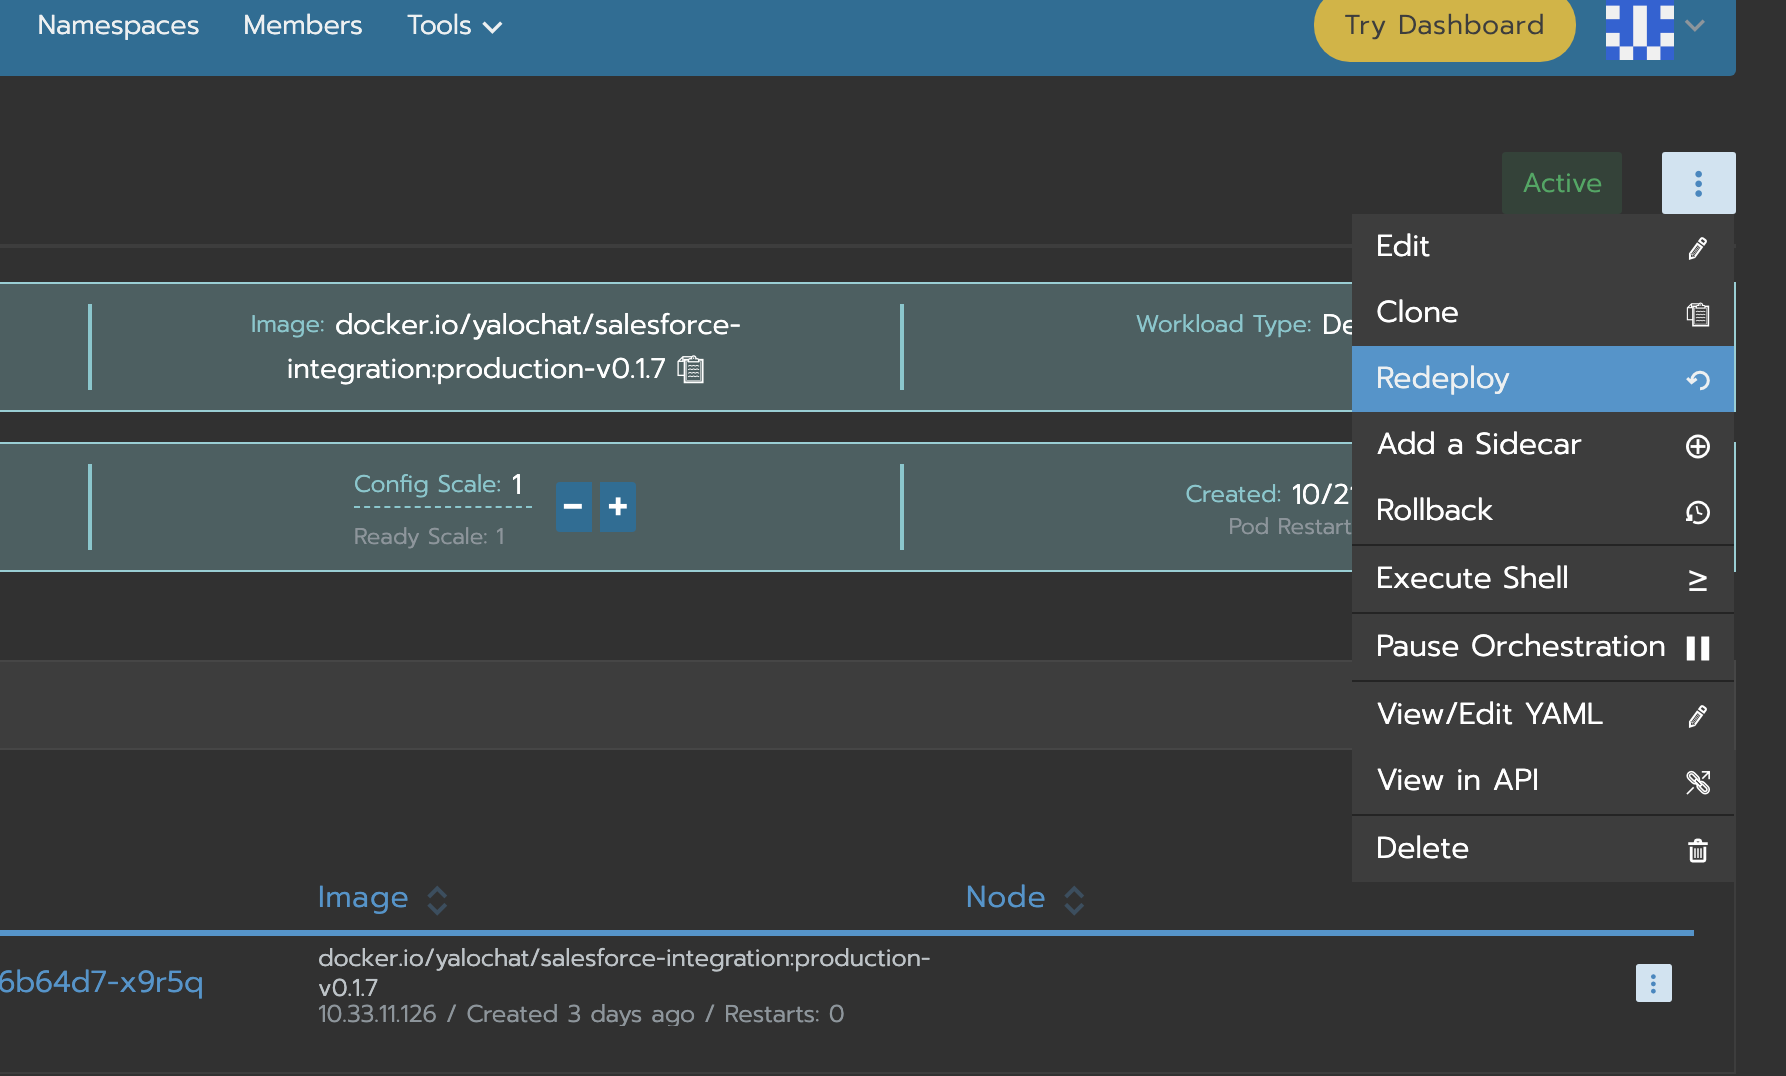 Namespaces Members Tools
Try Dashboard
Active
Edit
Clone
Redeploy
Add a Sidecar
Rollback
Execute Shell
Pause Orchestration
View/Edit YAML
View in API
Delete
Image: docker.io/yalochat/salesforce-
integration:production-v0.1.7
Workload Type: De
Config Scale: 1
Ready Scale: 1
Created: 10/2
Pod Restart
Image
Node
6b64d7-x9r5q
docker.io/yalochat/salesforce-integration:production-
v0.1.7
10.33.11.126 / Created 3 days ago / Restarts: 0